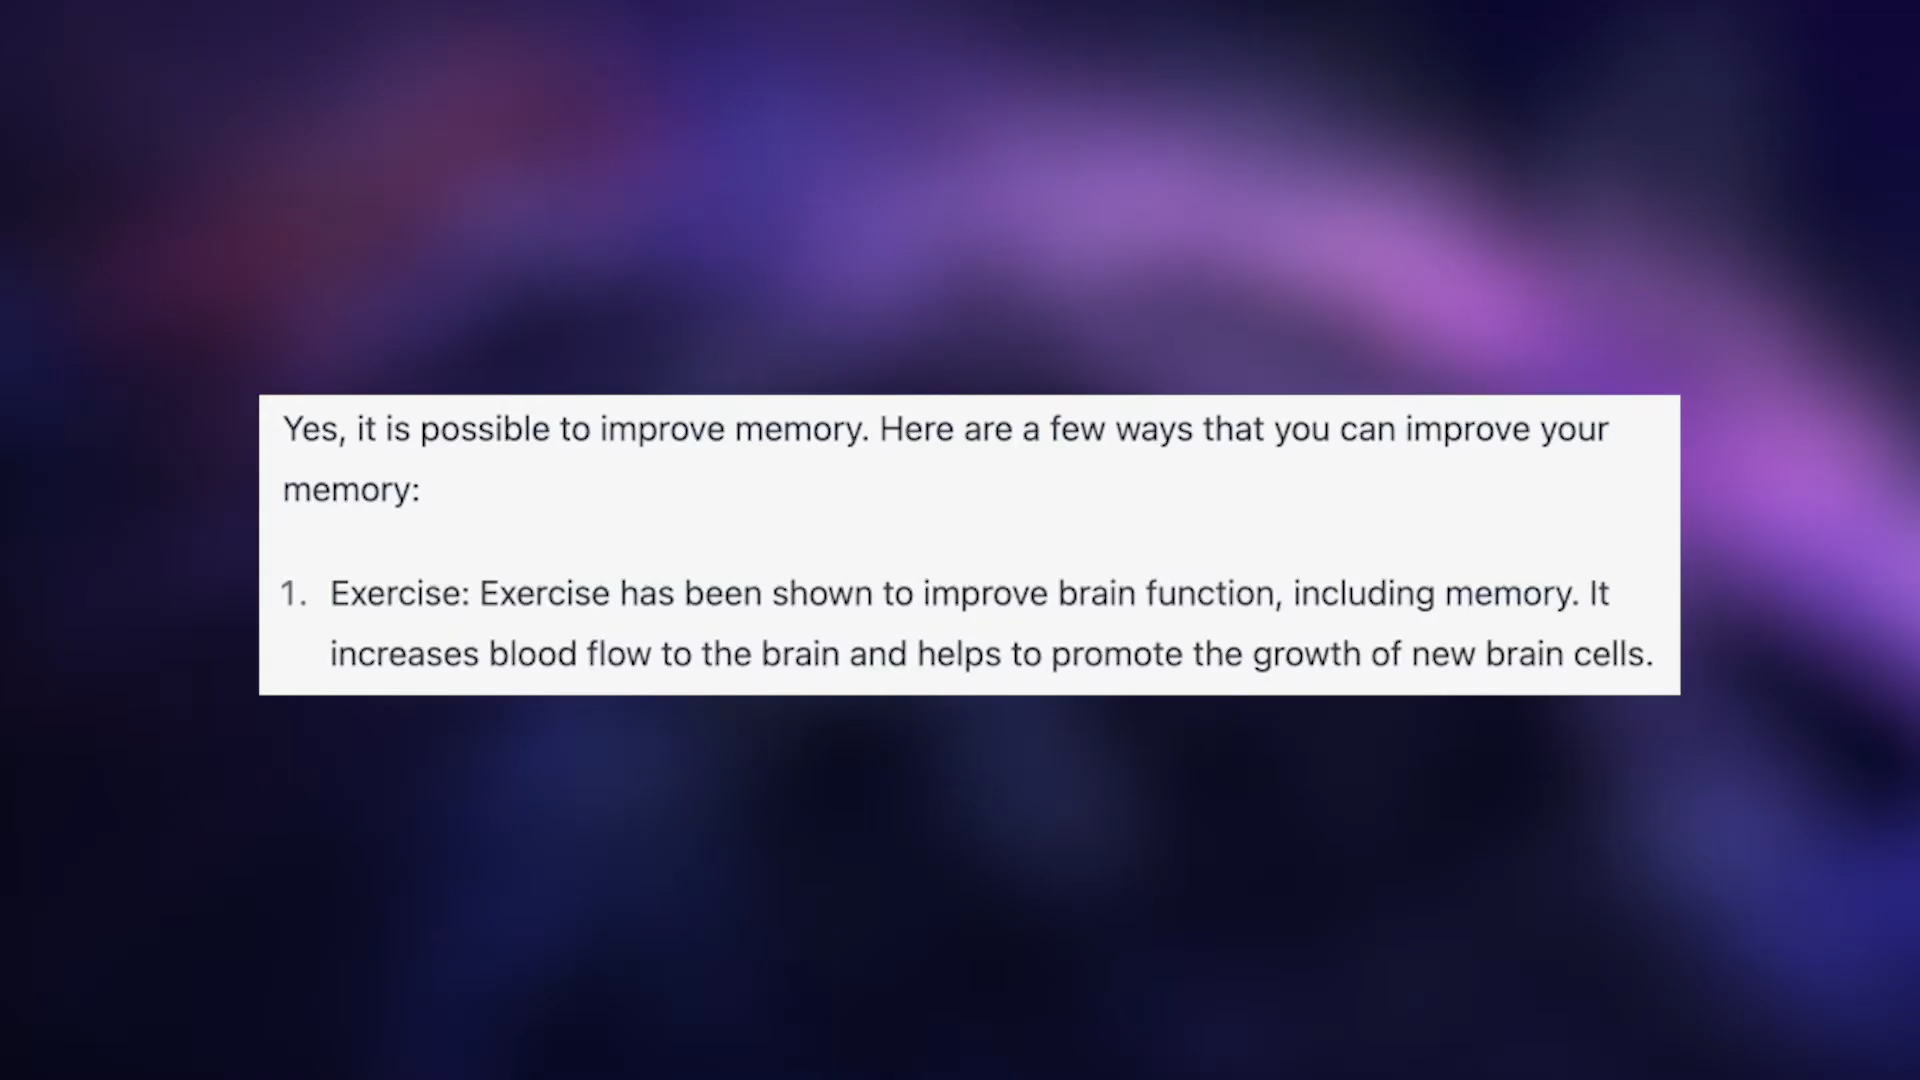 Yes, it is possible to improve memory. Here are a few ways that you can improve your
memory:
1. Exercise: Exercise has been shown to improve brain function, including memory. It
increases blood flow to the brain and helps to promote the growth of new brain cells.